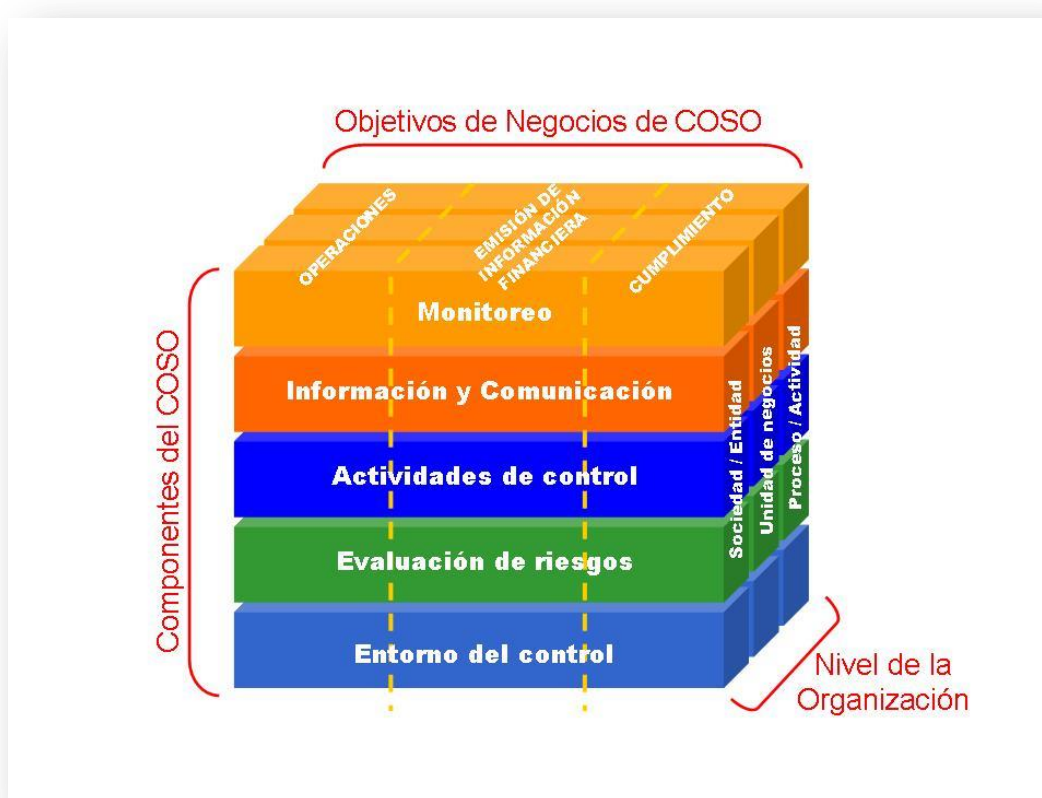 Objetivos de Negocios de COSO
OPERACIONES
EMISIÓN DE
INFORMACIÓN
FINANCIERA
CUMPLIMIENTO
Componentes del COSO
Monitoreo
Información y Comunicación
Actividades de control
Evaluación de riesgos
Entorno del control
Sociedad / Entidad
Unidad de negocios
Proceso / Actividad
Nivel de la
Organización